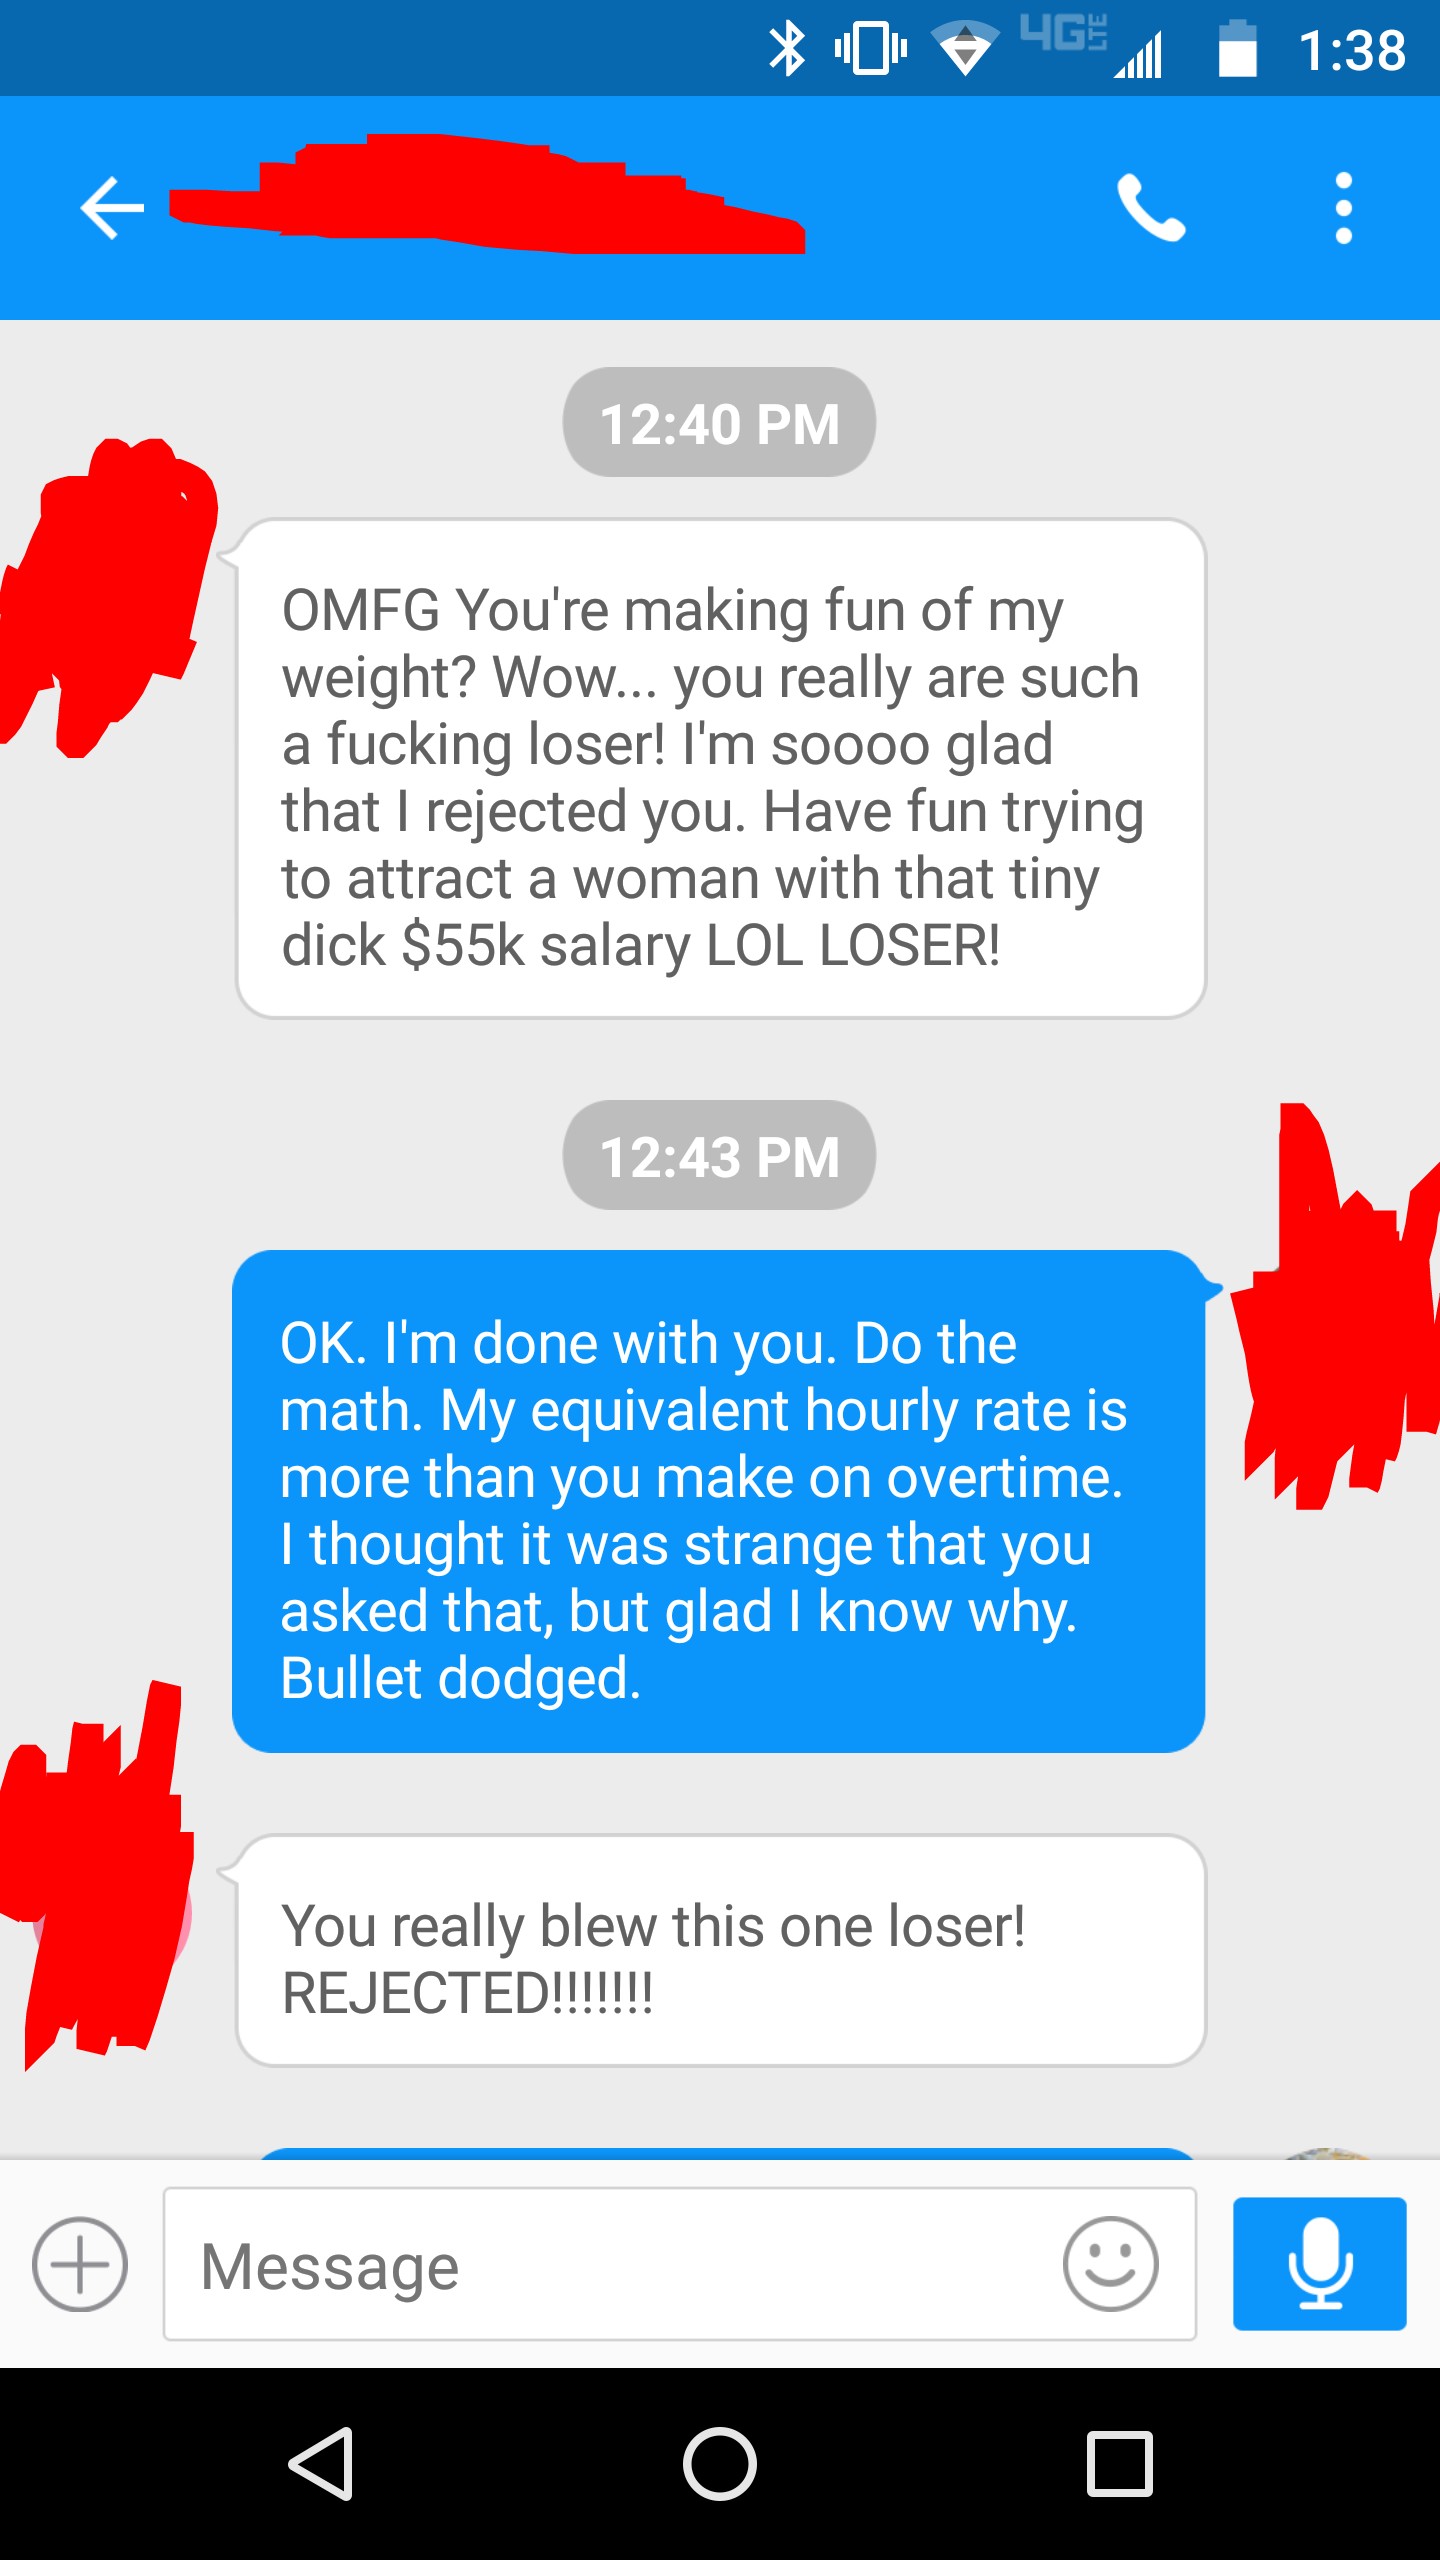 4G LTE 1:38
12:40 PM
OMFG You're making fun of my
weight? Wow... you really are such
a fucking loser! I'm soooo glad
that I rejected you. Have fun trying
to attract a woman with that tiny
dick $55k salary LOL LOSER!
12:43 PM
OK. I'm done with you. Do the
math. My equivalent hourly rate is
more than you make on overtime.
I thought it was strange that you
asked that, but glad I know why.
Bullet dodged.
You really blew this one loser!
REJECTED!!!!!!!
Message